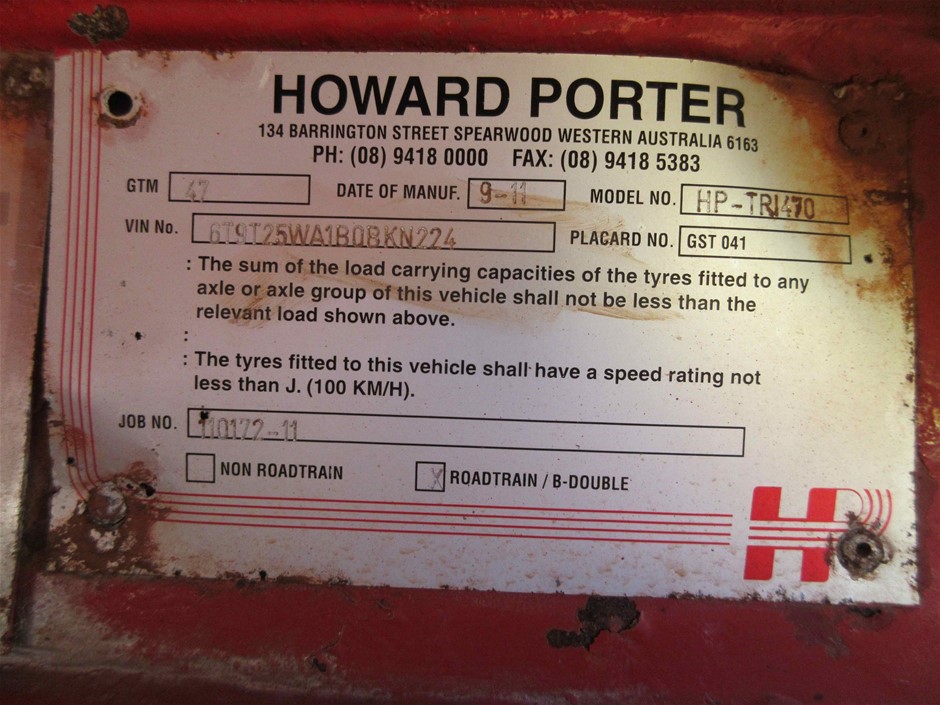 HOWARD PORTER
134 BARRINGTON STREET SPEARWOOD WESTERN AUSTRALIA 6163
PH: (08) 9418 0000 FAX: (08) 9418 5383
GTM 47 DATE OF MANUF. 9-11 MODEL NO. HP-TRI470
VIN No. 6T9T25WA1B0BKN224 PLACARD NO. GST 041
: The sum of the load carrying capacities of the tyres fitted to any
axle or axle group of this vehicle shall not be less than the
relevant load shown above.
:
: The tyres fitted to this vehicle shall have a speed rating not
less than J. (100 KM/H).
JOB NO. 110172-11
NON ROADTRAIN X ROADTRAIN / B-DOUBLE
H